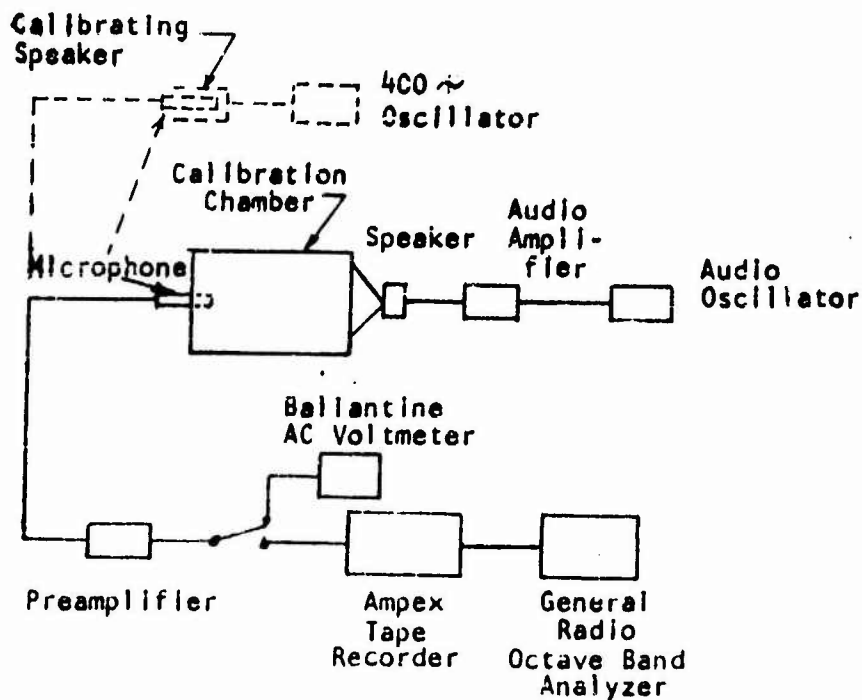 Calibrating
Speaker
400 ~
Oscillator
Calibration
Chamber
Speaker
Audio
Ampli-
fier
Audio
Oscillator
Microphone
Ballantine
AC Voltmeter
Preamplifier
Ampex
Tape
Recorder
General
Radio
Octave Band
Analyzer